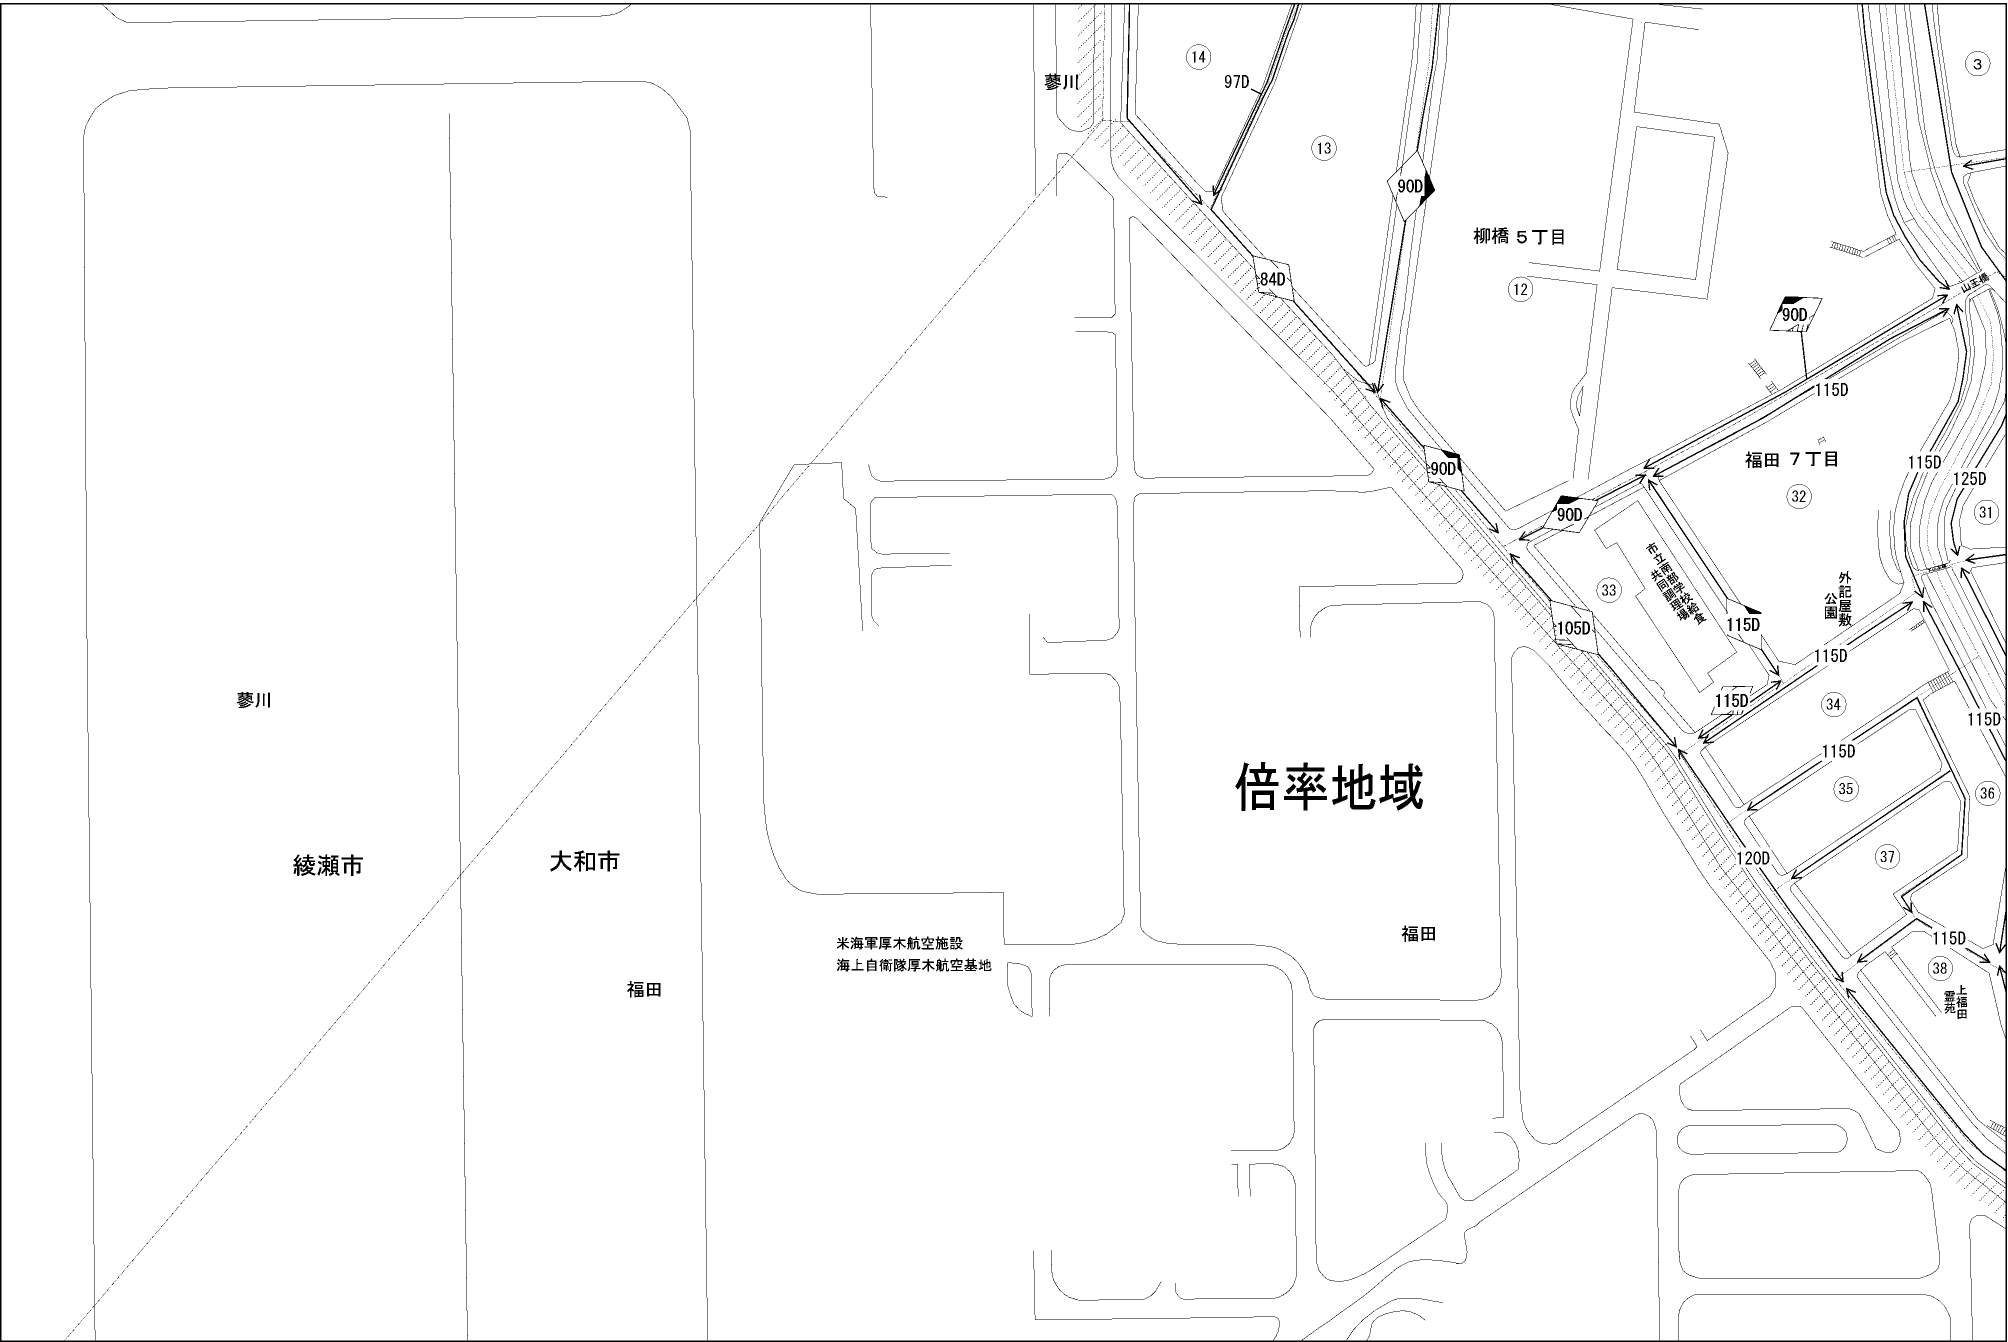 14
3
蓼川
97D
13
90D
柳橋 5丁目
84D
12
山王橋
90D
115D
福田 7丁目
115D
90D
125D
32
31
90D
市立南部学校給食
共同調理場
33
外記屋敷
公園
105D
115D
115D
115D
34
115D
蓼川
115D
倍率地域
35
36
120D
37
綾瀬市
大和市
福田
115D
米海軍厚木航空施設
海上自衛隊厚木航空基地
38
福田
上福田
霊苑